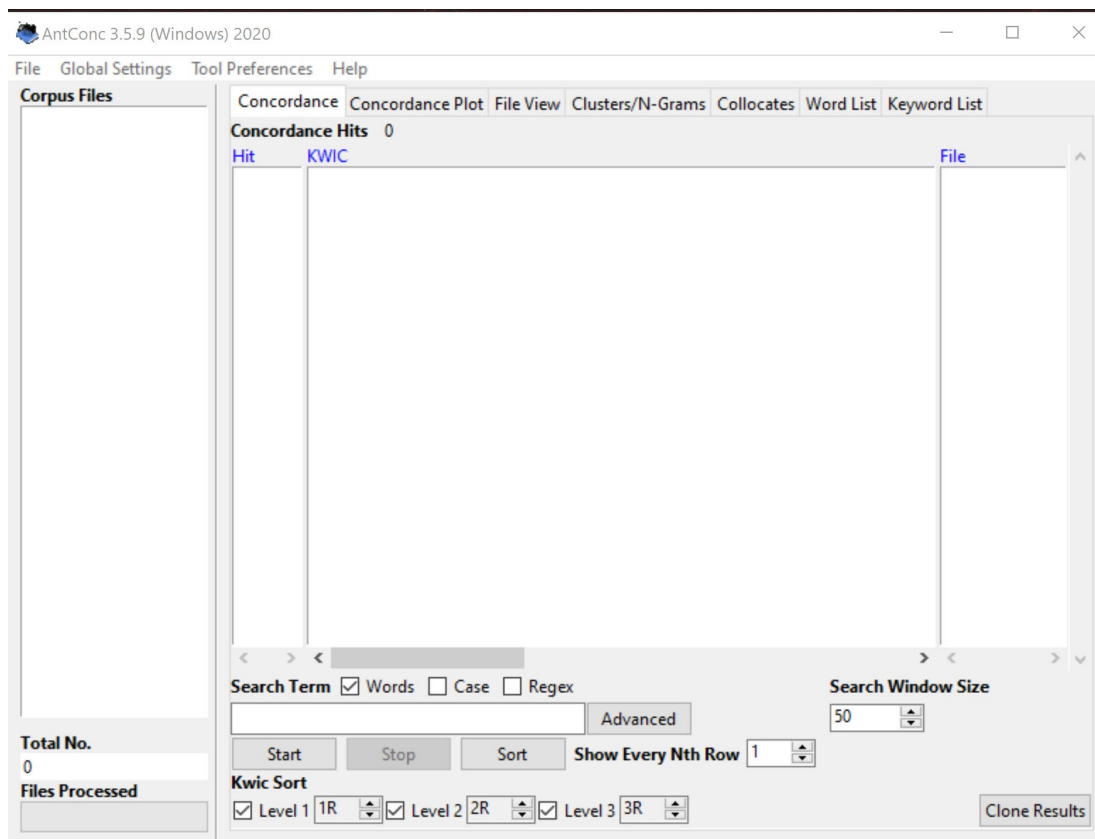 AntConc 3.5.9 (Windows) 2020
File Global Settings Tool Preferences Help
Corpus Files
Concordance Concordance Plot File View Clusters/N-Grams Collocates Word List Keyword List
Concordance Hits 0
Hit KWIC File
Search Term Words Case Regex Search Window Size
Advanced 50
Total No.
0
Start Stop Sort Show Every Nth Row 1
Files Processed
Kwic Sort
Level 1 1R Level 2 2R Level 3 3R Clone Results